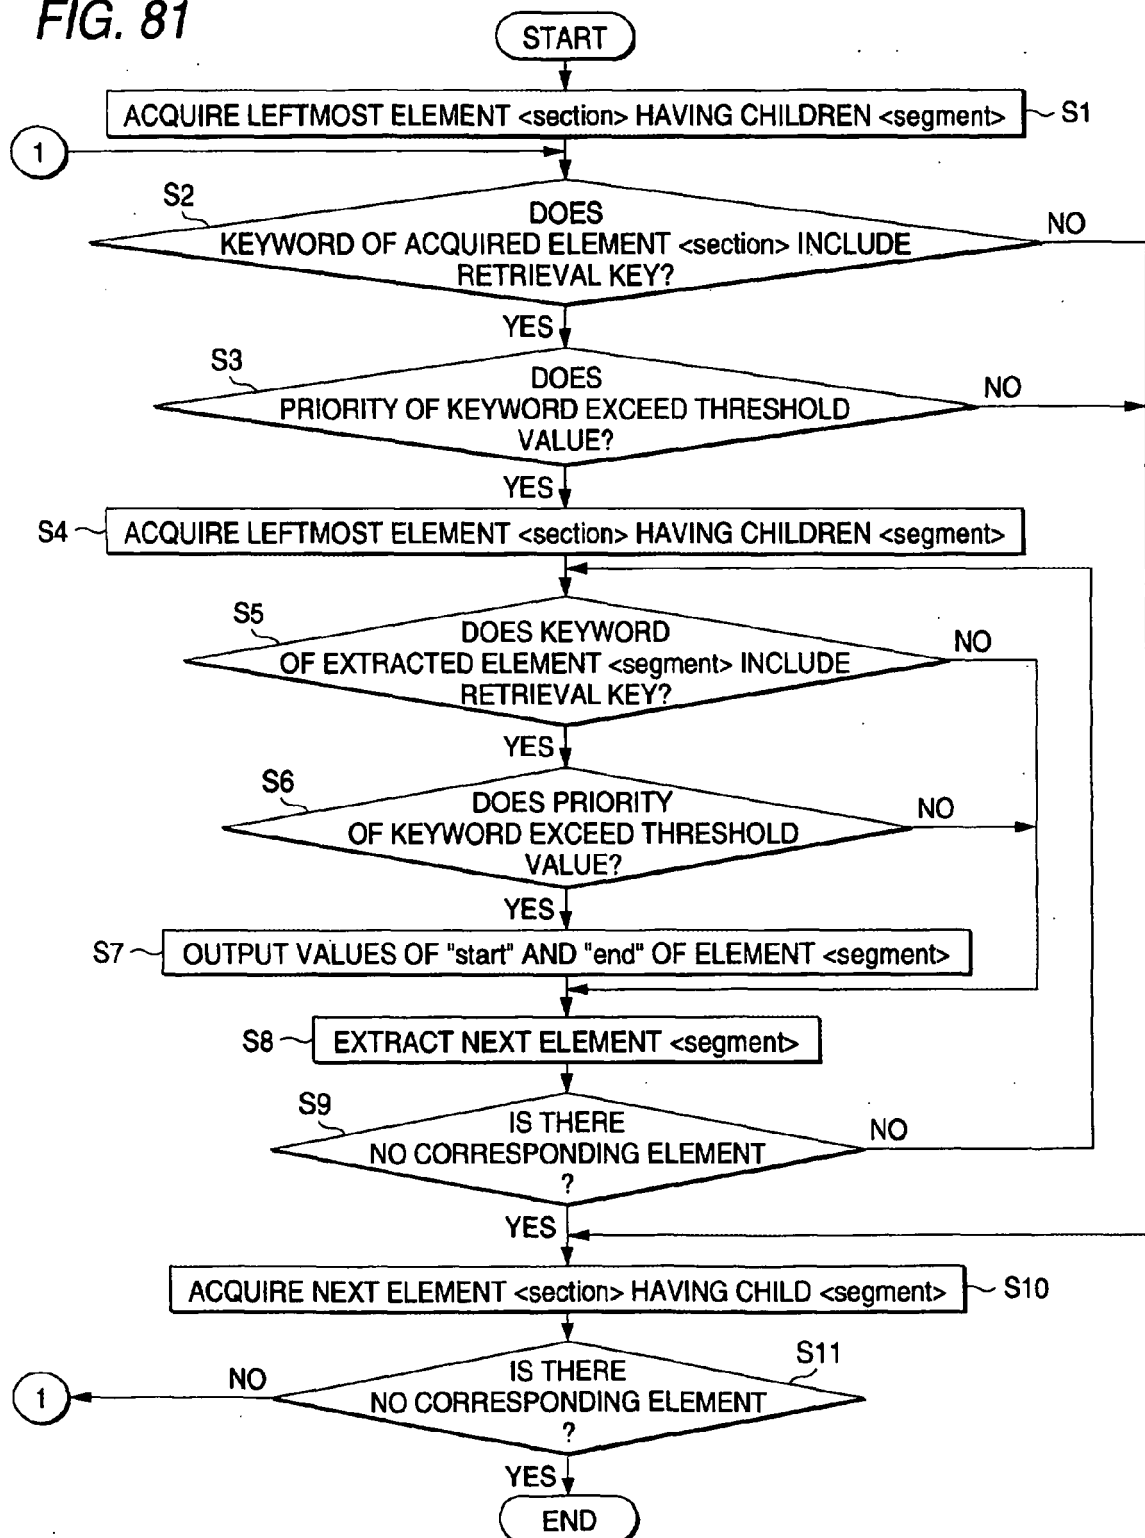 FIG. 81
START
ACQUIRE LEFTMOST ELEMENT <section> HAVING CHILDREN <segment>
S1
1
S2
DOES
KEYWORD OF ACQUIRED ELEMENT <section> INCLUDE
RETRIEVAL KEY?
NO
YES
S3
DOES
PRIORITY OF KEYWORD EXCEED THRESHOLD
VALUE?
NO
YES
S4
ACQUIRE LEFTMOST ELEMENT <section> HAVING CHILDREN <segment>
S5
DOES KEYWORD
OF EXTRACTED ELEMENT <segment> INCLUDE
RETRIEVAL KEY?
NO
YES
S6
DOES PRIORITY
OF KEYWORD EXCEED THRESHOLD
VALUE?
NO
YES
S7
OUTPUT VALUES OF "start" AND "end" OF ELEMENT <segment>
S8
EXTRACT NEXT ELEMENT <segment>
S9
IS THERE
NO CORRESPONDING ELEMENT
?
NO
YES
ACQUIRE NEXT ELEMENT <section> HAVING CHILD <segment>
S10
S11
IS THERE
NO CORRESPONDING ELEMENT
?
NO
1
YES
END